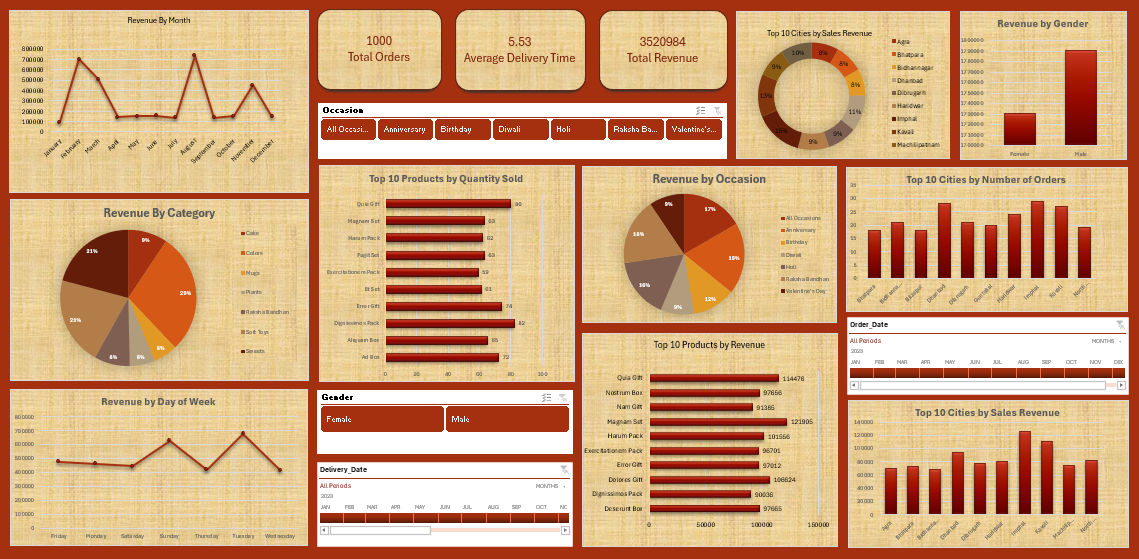 Revenue By Month
800000
700000
600000
500000
400000
300000
200000
100000
0
January
February
March
April
May
June
July
August
September
October
November
December
1000
Total Orders
5.53
Average Delivery Time
3520984
Total Revenue
Occasion
All Occasi...
Anniversary
Birthday
Diwali
Holi
Raksha Ba...
Valentine's...
Top 10 Cities by Sales Revenue
8%
8%
8%
11%
9%
9%
13%
9%
10%
Agra
Bhatpara
Bidhannagar
Dhanbad
Dibrugarh
Haridwar
Imphal
Kavali
Machilipatnam
Revenue by Gender
1800000
1790000
1780000
1770000
1760000
1750000
1740000
1730000
1720000
1710000
1700000
Female
Male
Revenue By Category
9%
29%
6%
6%
8%
21%
21%
Cake
Colors
Mugs
Plants
Raksha Bandhan
Soft Toys
Sweets
Top 10 Products by Quantity Sold
Quia Gift
80
Magnam Set
63
Harum Pack
62
Fugit Set
63
Exercitationem Pack
59
Et Set
61
Error Gift
74
Dignissimos Pack
82
Aliquam Box
65
Ad Box
72
0
20
40
60
80
100
Revenue by Occasion
17%
19%
12%
9%
16%
18%
9%
All Occasions
Anniversary
Birthday
Diwali
Holi
Raksha Bandhan
Valentine's Day
Top 10 Cities by Number of Orders
35
30
25
20
15
10
5
0
Bhatpara
Bidhann...
Bilaspur
Dhanbad
Dibrugarh
Guntakal
Haridwar
Imphal
Kavali
North...
Order_Date
All Periods
MONTHS
2023
JAN FEB MAR APR MAY JUN JUL AUG SEP OCT NOV DEC
Revenue by Day of Week
800000
700000
600000
500000
400000
300000
200000
100000
0
Friday
Monday
Saturday
Sunday
Thursday
Tuesday
Wednesday
Gender
Female
Male
Delivery_Date
All Periods
MONTHS
2023
JAN FEB MAR APR MAY JUN JUL AUG SEP OCT NO
Top 10 Products by Revenue
Quia Gift
114476
Nostrum Box
97656
Nam Gift
91385
Magnam Set
121905
Harum Pack
101556
Exercitationem Pack
96701
Error Gift
97012
Dolores Gift
106624
Dignissimos Pack
90036
Deserunt Box
97665
0
50000
100000
150000
Top 10 Cities by Sales Revenue
140000
120000
100000
80000
60000
40000
20000
0
Agra
Bhatpara
Bidhanna...
Dhanbad
Dibrugarh
Haridwar
Imphal
Kavali
Machilip...
North...